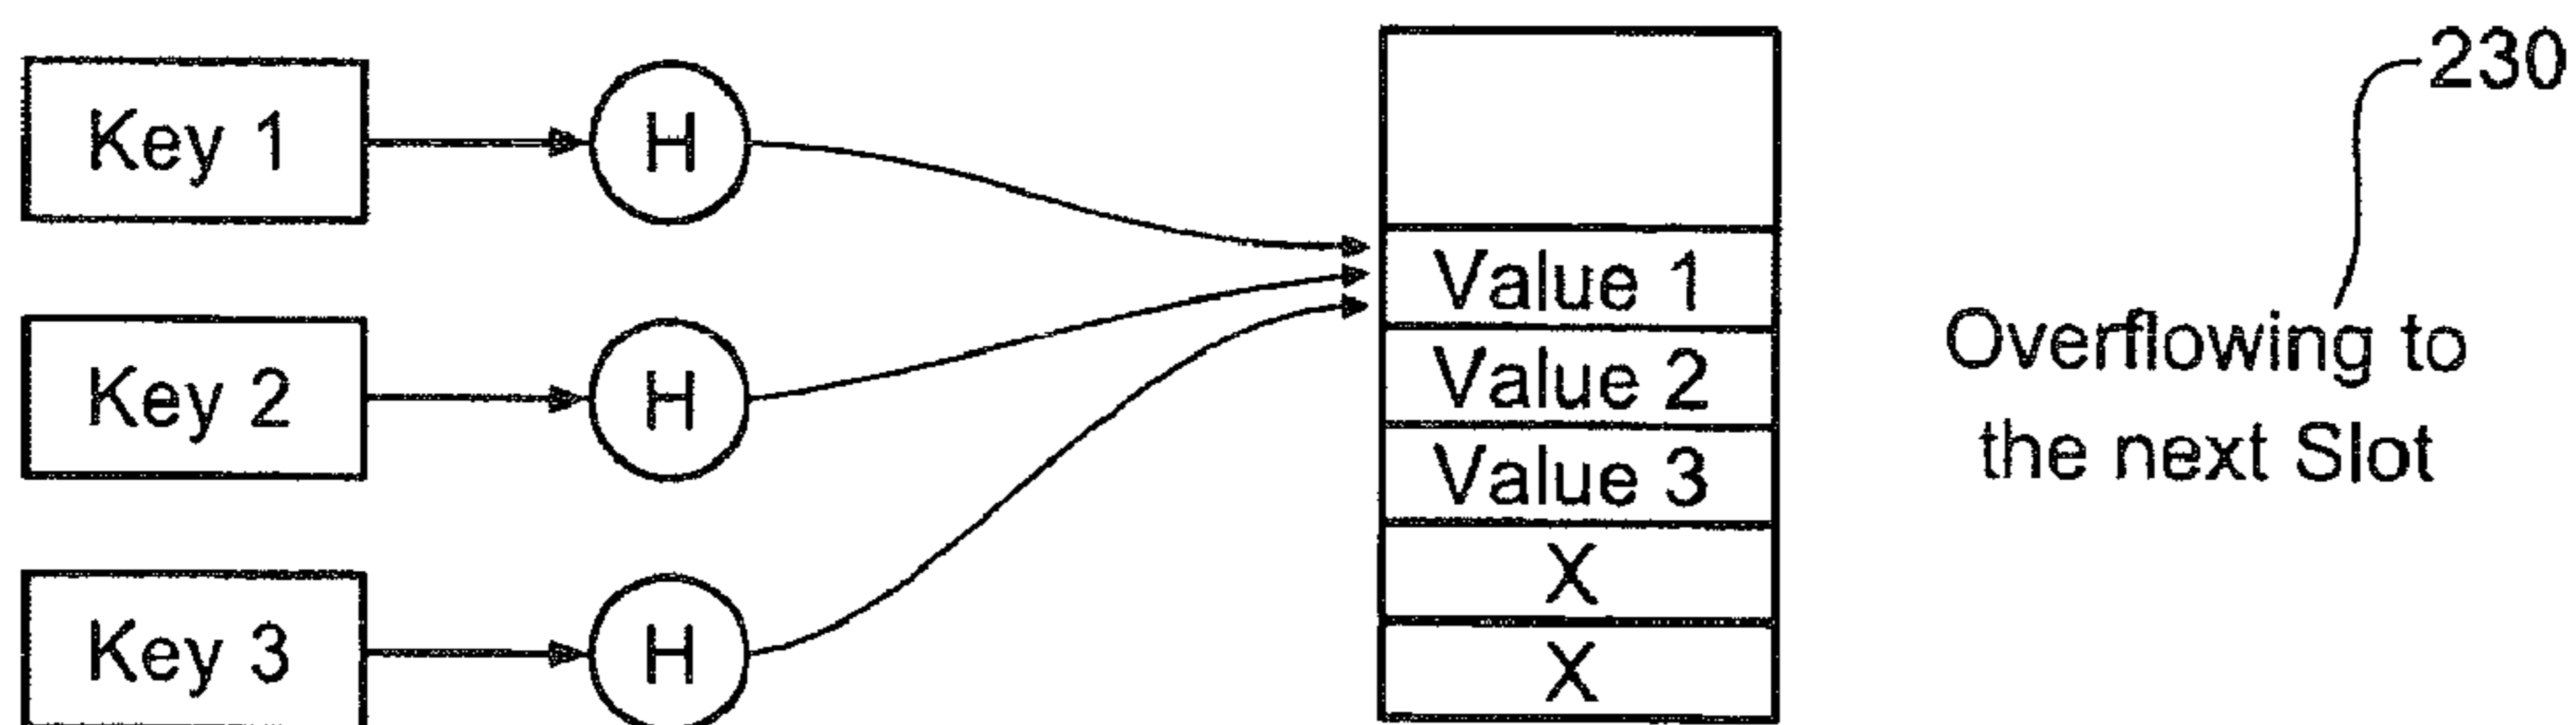 230
Key 1
H
Key 2
H
Key 3
H
Value 1
Value 2
Value 3
X
X
Overflowing to
the next Slot